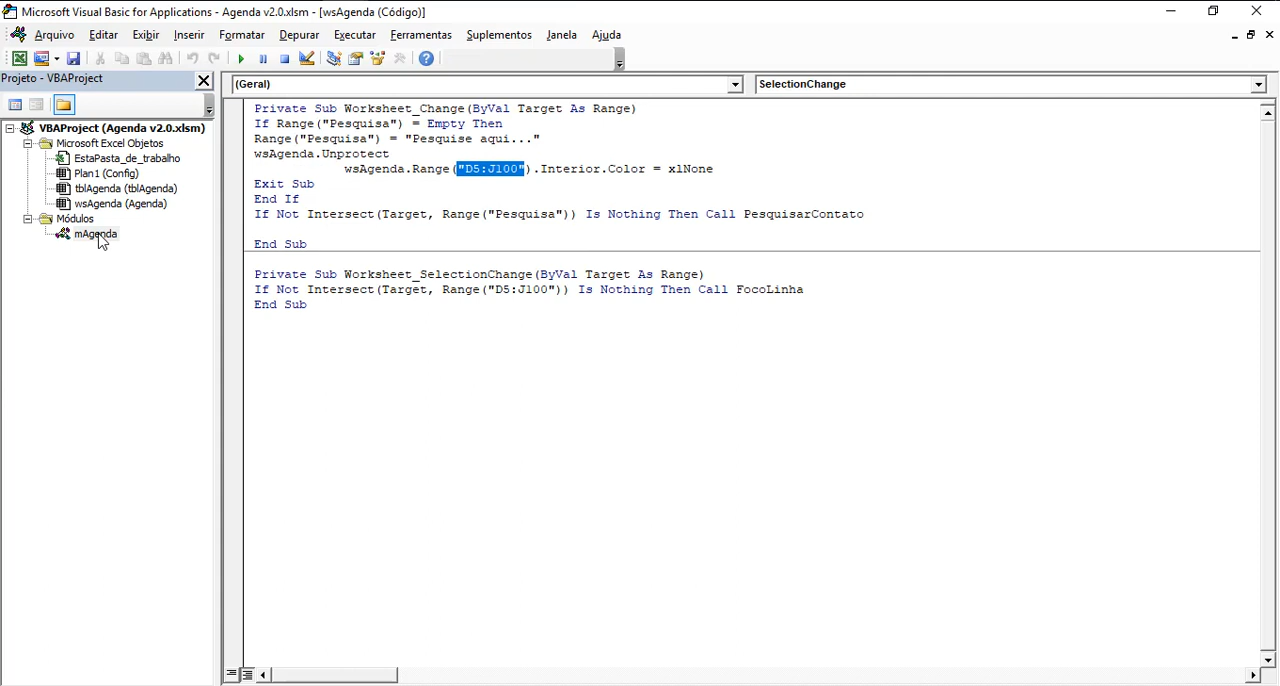 Microsoft Visual Basic for Applications - Agenda v2.0.xlsm - [wsAgenda (Código)]
Arquivo Editar Exibir Inserir Formatar Depurar Executar Ferramentas Suplementos Janela Ajuda
Projeto - VBAProject
(Geral)
SelectionChange
VBAProject (Agenda v2.0.xlsm)
Microsoft Excel Objetos
EstaPasta_de_trabalho
Plan1 (Config)
tblAgenda (tblAgenda)
wsAgenda (Agenda)
Módulos
mAgenda
Private Sub Worksheet_Change(ByVal Target As Range)
If Range("Pesquisa") = Empty Then
Range("Pesquisa") = "Pesquise aqui..."
wsAgenda.Unprotect
wsAgenda.Range("D5:J100").Interior.Color = xlNone
Exit Sub
End If
If Not Intersect(Target, Range("Pesquisa")) Is Nothing Then Call PesquisarContato
End Sub
Private Sub Worksheet_SelectionChange(ByVal Target As Range)
If Not Intersect(Target, Range("D5:J100")) Is Nothing Then Call FocoLinha
End Sub